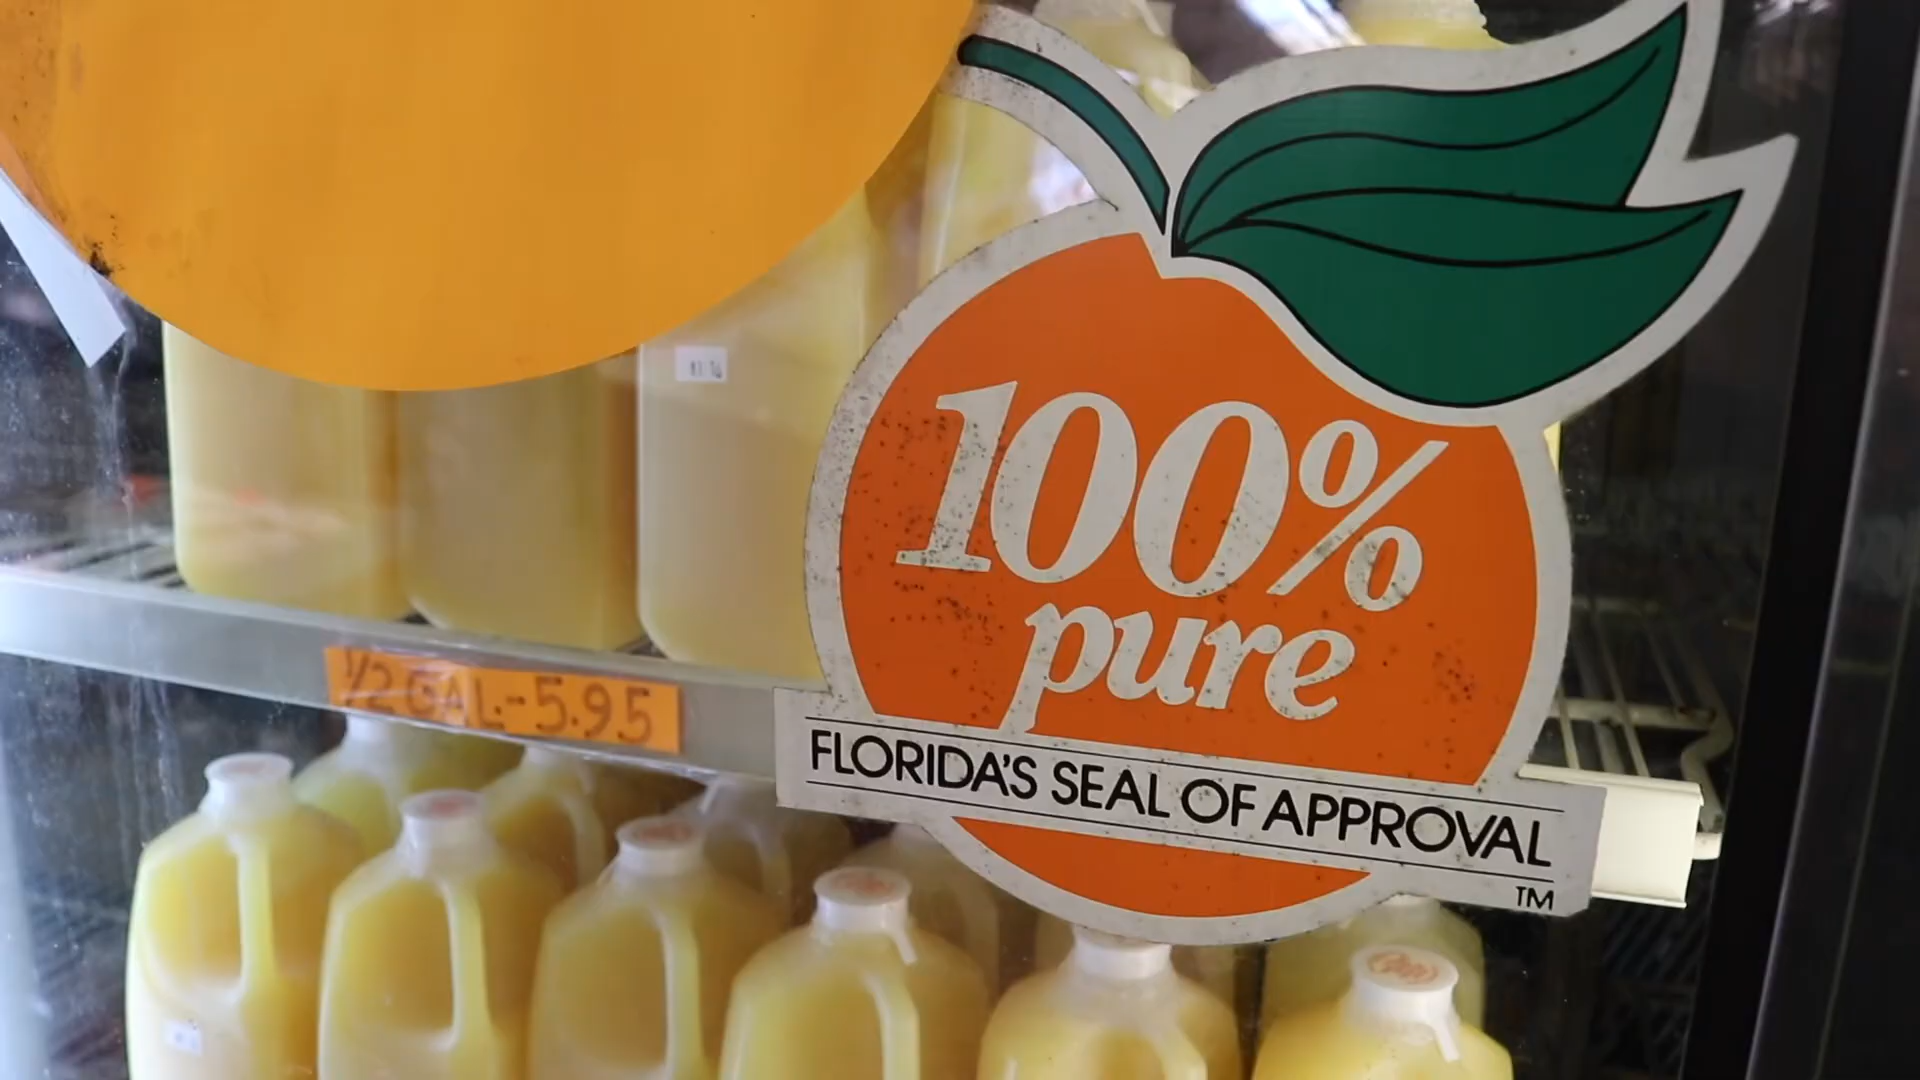 100%
pure
FLORIDA'S SEAL OF APPROVAL
TM
1/2 GAL.-5.95